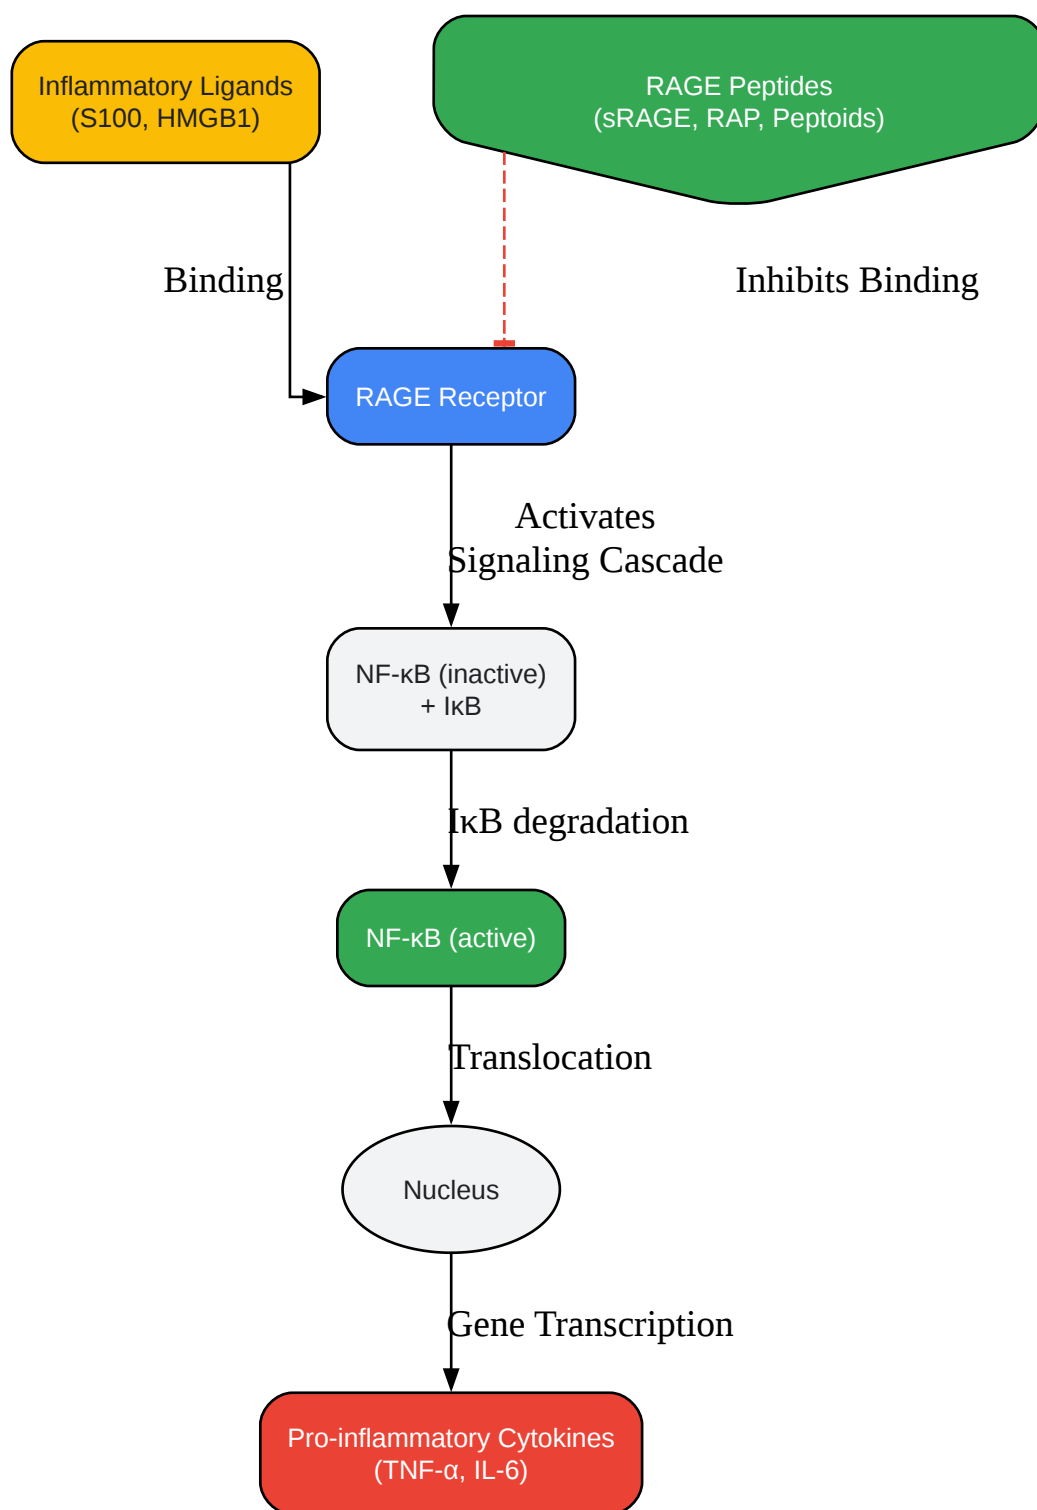 Inflammatory Ligands
(S100, HMGB1)
RAGE Peptides
(sRAGE, RAP, Peptoids)
Binding
Inhibits Binding
RAGE Receptor
Activates
Signaling Cascade
NF-κB (inactive)
+ IκB
IκB degradation
NF-κB (active)
Translocation
Nucleus
Gene Transcription
Pro-inflammatory Cytokines
(TNF-α, IL-6)